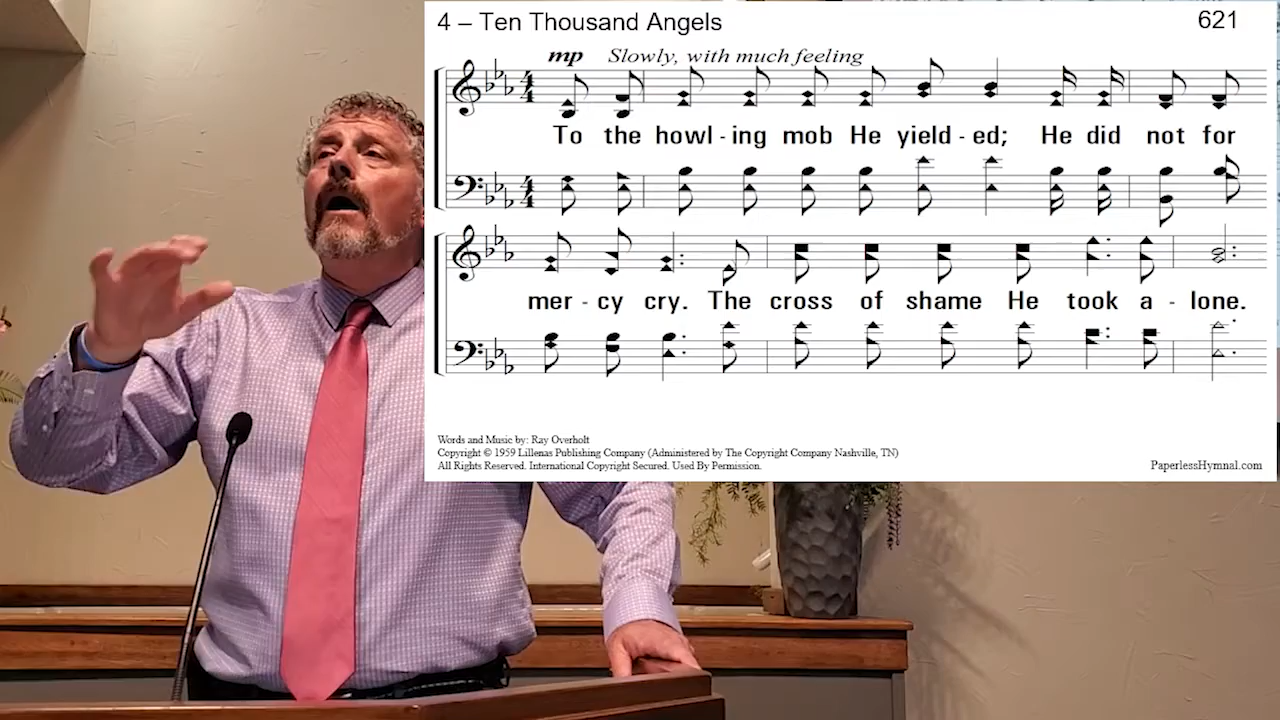 4 – Ten Thousand Angels 621
mp Slowly, with much feeling
To the howl - ing mob He yield - ed; He did not for
mer - cy cry. The cross of shame He took a - lone.
Words and Music by: Ray Overholt
Copyright © 1959 Lillenas Publishing Company (Administered by The Copyright Company Nashville, TN)
All Rights Reserved. International Copyright Secured. Used By Permission.
PaperlessHymnal.com